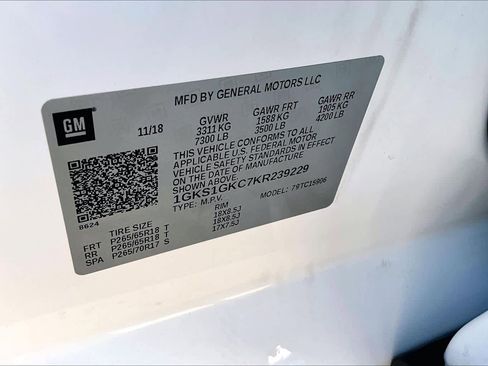 MFD BY GENERAL MOTORS LLC
GM
11/18
GVWR
3311 KG
7300 LB
GAWR FRT
1588 KG
3500 LB
GAWR RR
1905 KG
4200 LB
THIS VEHICLE CONFORMS TO ALL
APPLICABLE U.S. FEDERAL MOTOR
VEHICLE SAFETY STANDARDS IN EFFECT
ON THE DATE OF MANUFACTURE
SHOWN ABOVE.
1GKS1GKC7KR239229
TYPE: M.P.V.
MODEL: 79TC15906
8624
TIRE SIZE
RIM
FRT P265/65R18 T 18X8.5J
RR P265/65R18 T 18X8.5J
SPA P265/70R17 S 17X7.5J